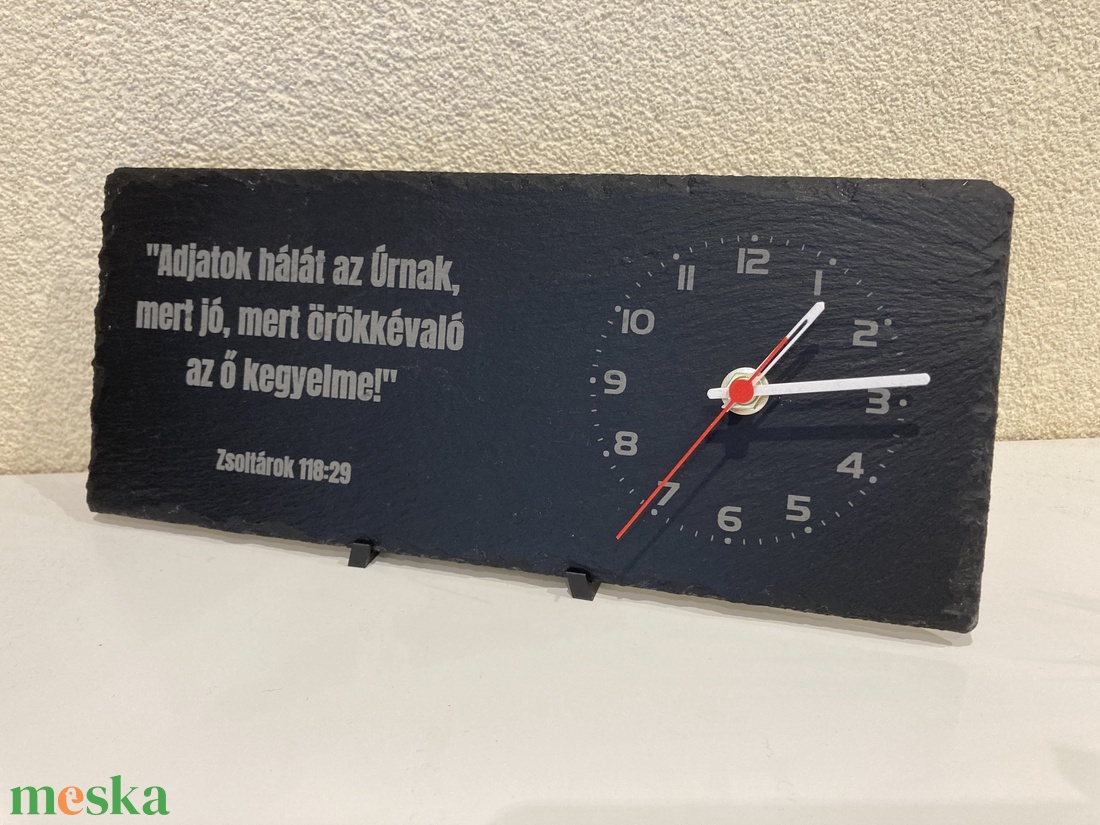 "Adjatok hálát az Úrnak,
mert jó, mert örökkévaló
az ő kegyelme!"
Zsoltárok 118:29
12
1
2
3
4
5
6
7
8
9
10
11
meska